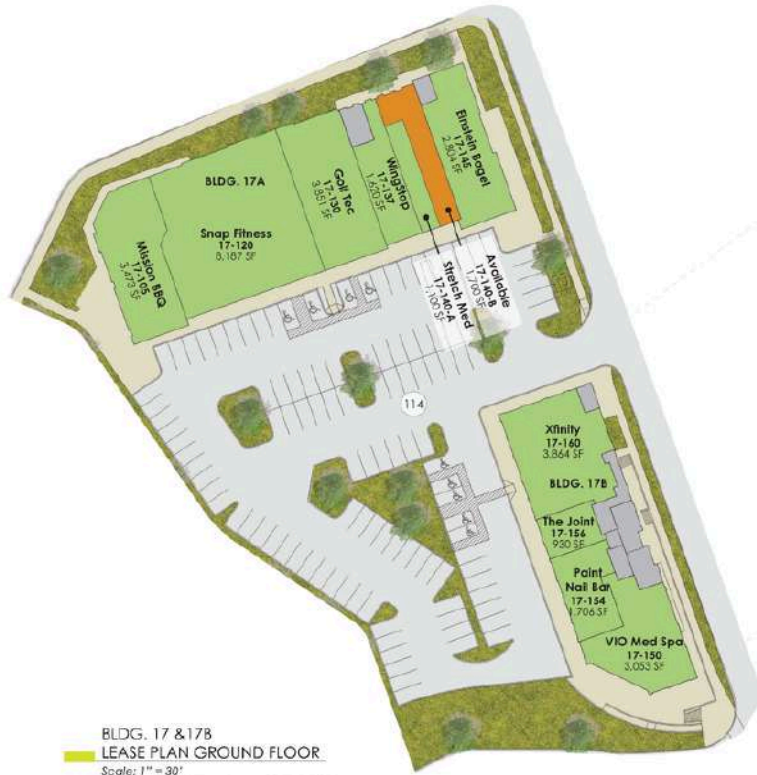 BLDG. 17A
Mission BBQ
17-105
3,473 SF
Snap Fitness
17-120
8,187 SF
Golf Tec
17-130
3,851 SF
Wingstop
17-137
1,620 SF
Einstein Bagel
17-145
2,804 SF
Stretch Med
17-140-A
1,100 SF
Available
17-140-B
1,700 SF
114
Xfinity
17-160
3,864 SF
BLDG. 17B
The Joint
17-156
930 SF
Paint
Nail Bar
17-154
1,706 SF
VIO Med Spa
17-150
3,053 SF
BLDG. 17 &17B
LEASE PLAN GROUND FLOOR
Scale: 1" = 30'